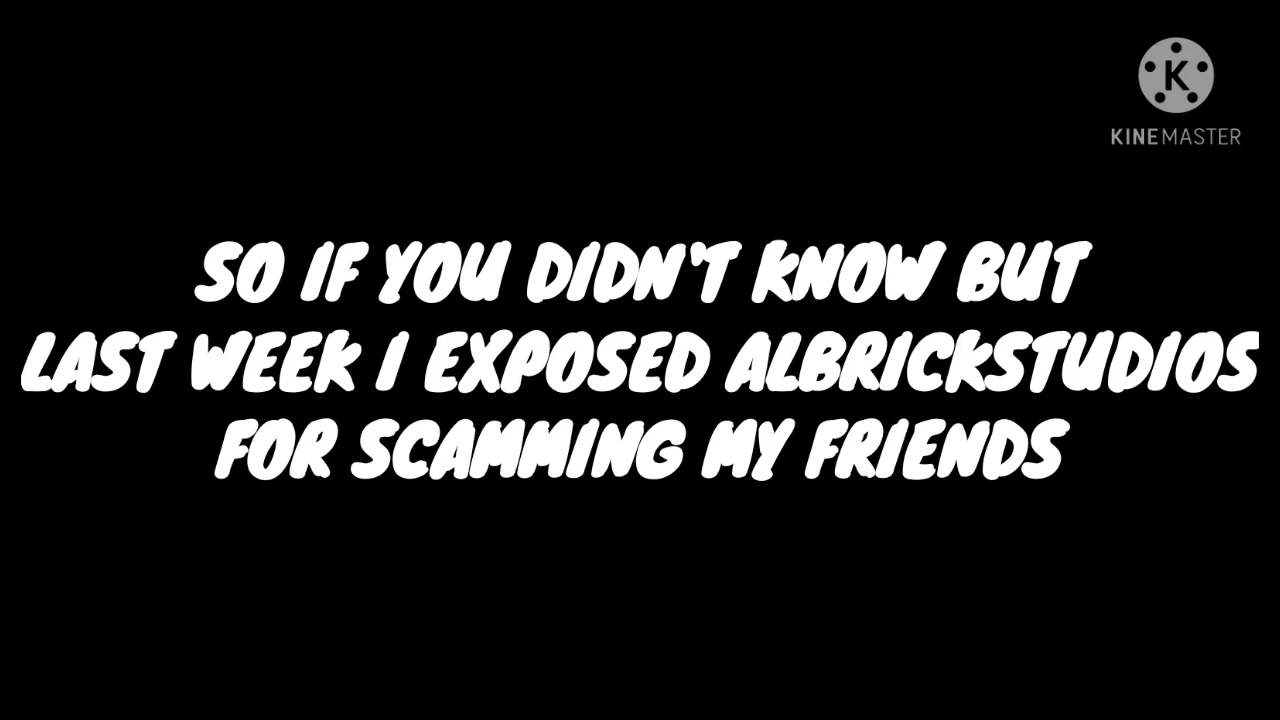 K
KINEMASTER
SO IF YOU DIDN'T KNOW BUT
LAST WEEK I EXPOSED ALBRICKSTUDIOS
FOR SCAMMING MY FRIENDS